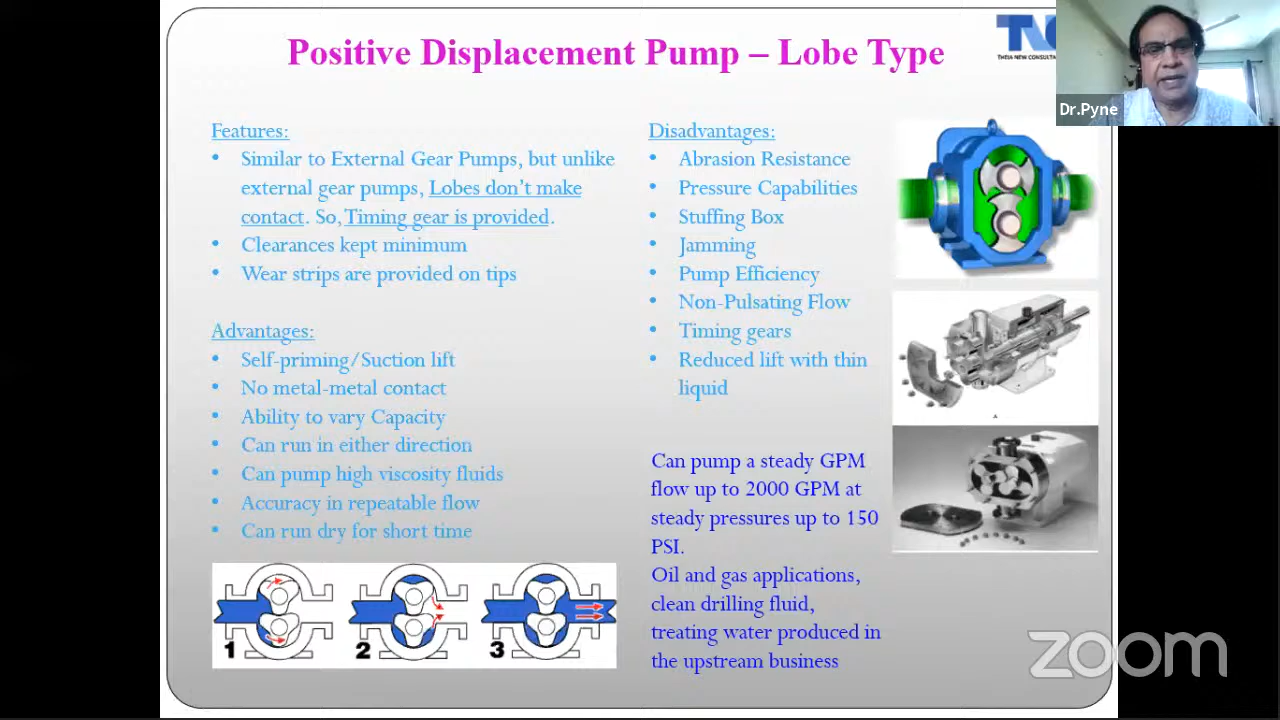 Positive Displacement Pump – Lobe Type
THEIA NEW CONSULTA
Dr.Pyne
Features:
• Similar to External Gear Pumps, but unlike
external gear pumps, Lobes don't make
contact. So, Timing gear is provided.
• Clearances kept minimum
• Wear strips are provided on tips
Advantages:
• Self-priming/Suction lift
• No metal-metal contact
• Ability to vary Capacity
• Can run in either direction
• Can pump high viscosity fluids
• Accuracy in repeatable flow
• Can run dry for short time
1 2 3
Disadvantages:
• Abrasion Resistance
• Pressure Capabilities
• Stuffing Box
• Jamming
• Pump Efficiency
• Non-Pulsating Flow
• Timing gears
• Reduced lift with thin
liquid
Can pump a steady GPM
flow up to 2000 GPM at
steady pressures up to 150
PSI.
Oil and gas applications,
clean drilling fluid,
treating water produced in
the upstream business
zoom